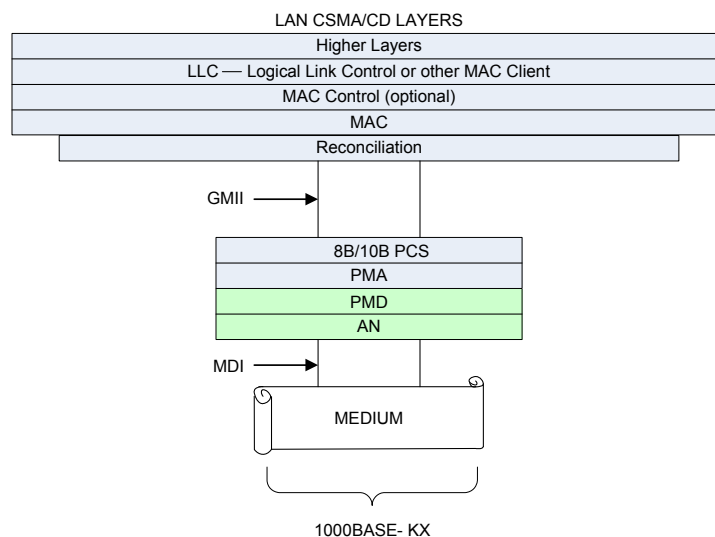 LAN CSMA/CD LAYERS
Higher Layers
LLC — Logical Link Control or other MAC Client
MAC Control (optional)
MAC
Reconciliation
GMII
8B/10B PCS
PMA
PMD
AN
MDI
MEDIUM
1000BASE- KX